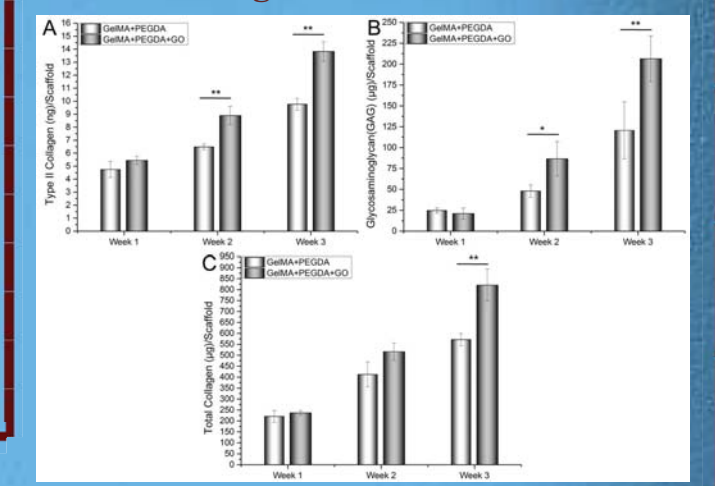 A
GelMA+PEGDA
GelMA+PEGDA+GO
Type II Collagen (ng)/Scaffold
16
15
14
13
12
11
10
9
8
7
6
5
4
3
2
1
0
**
**
Week 1
Week 2
Week 3
B
GelMA+PEGDA
GelMA+PEGDA+GO
Glycosaminoglycan(GAG) (μg)/Scaffold
250
225
200
175
150
125
100
75
50
25
0
*
**
Week 1
Week 2
Week 3
C
GelMA+PEGDA
GelMA+PEGDA+GO
Total Collagen (μg)/Scaffold
950
900
850
800
750
700
650
600
550
500
450
400
350
300
250
200
150
100
50
0
**
Week 1
Week 2
Week 3